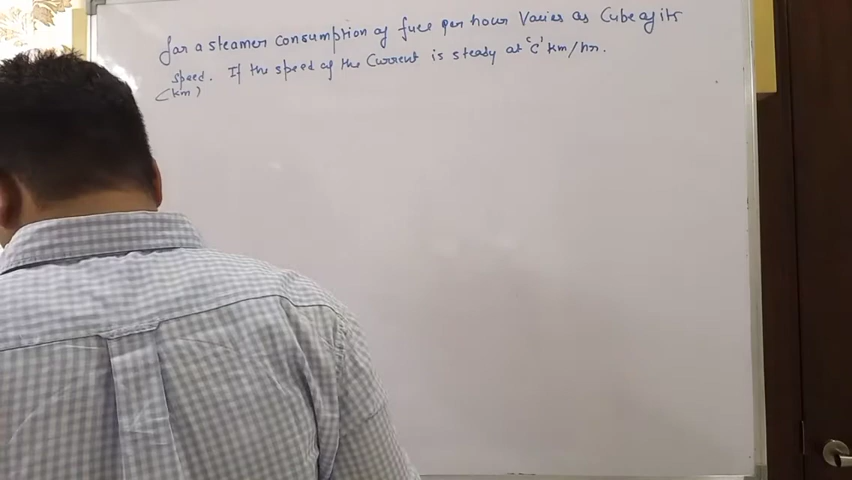 for a steamer consumption of fuel per hour varies as Cube of its
speed. If the speed of the Current is steady at 'C' km/hr.
(km)